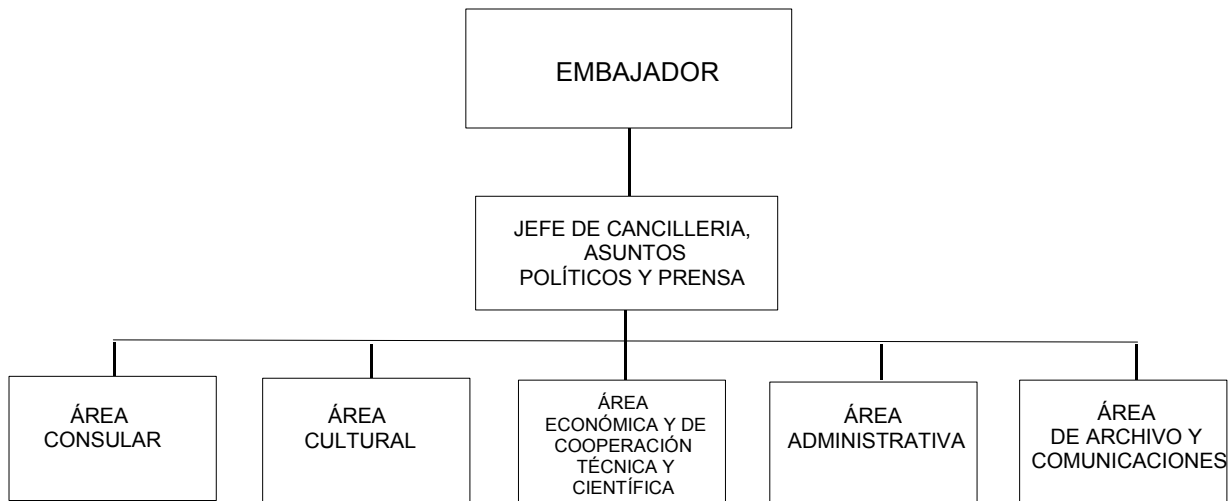 EMBAJADOR
JEFE DE CANCILLERIA,
ASUNTOS
POLÍTICOS Y PRENSA
ÁREA
CONSULAR
ÁREA
CULTURAL
ÁREA
ECONÓMICA Y DE
COOPERACIÓN
TÉCNICA Y
CIENTÍFICA
ÁREA
ADMINISTRATIVA
ÁREA
DE ARCHIVO Y
COMUNICACIONES